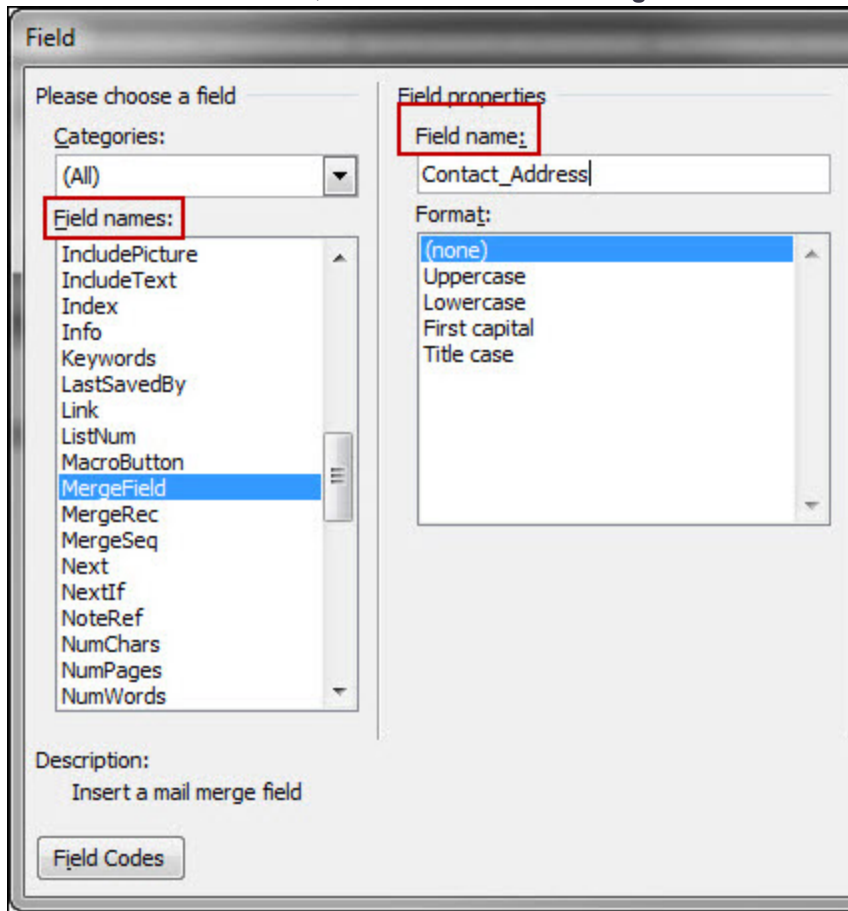 Field
Please choose a field
Categories:
(All)
Field names:
IncludePicture
IncludeText
Index
Info
Keywords
LastSavedBy
Link
ListNum
MacroButton
MergeField
MergeRec
MergeSeq
Next
NextIf
NoteRef
NumChars
NumPages
NumWords
Field properties
Field name:
Contact_Address
Format:
(none)
Uppercase
Lowercase
First capital
Title case
Description:
Insert a mail merge field
Field Codes